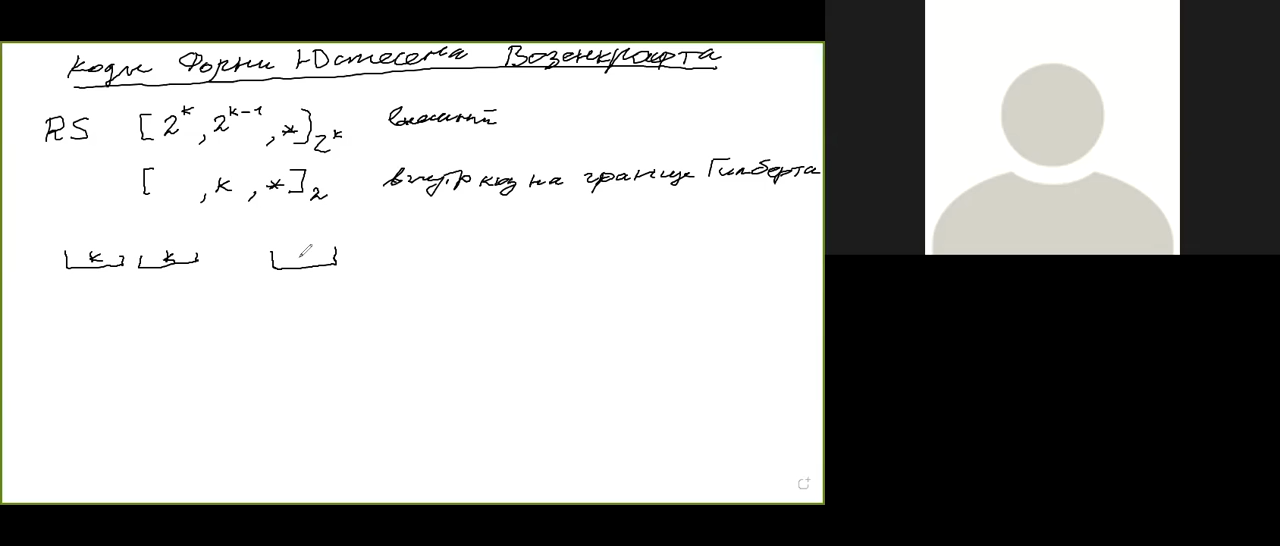 Коды Форни Юстесена Возенкрафта
RS [2^k, 2^{k-1}, *]_{2^k} внешний
[ , k, *]_2 внутр код на границе Гилберта
k k